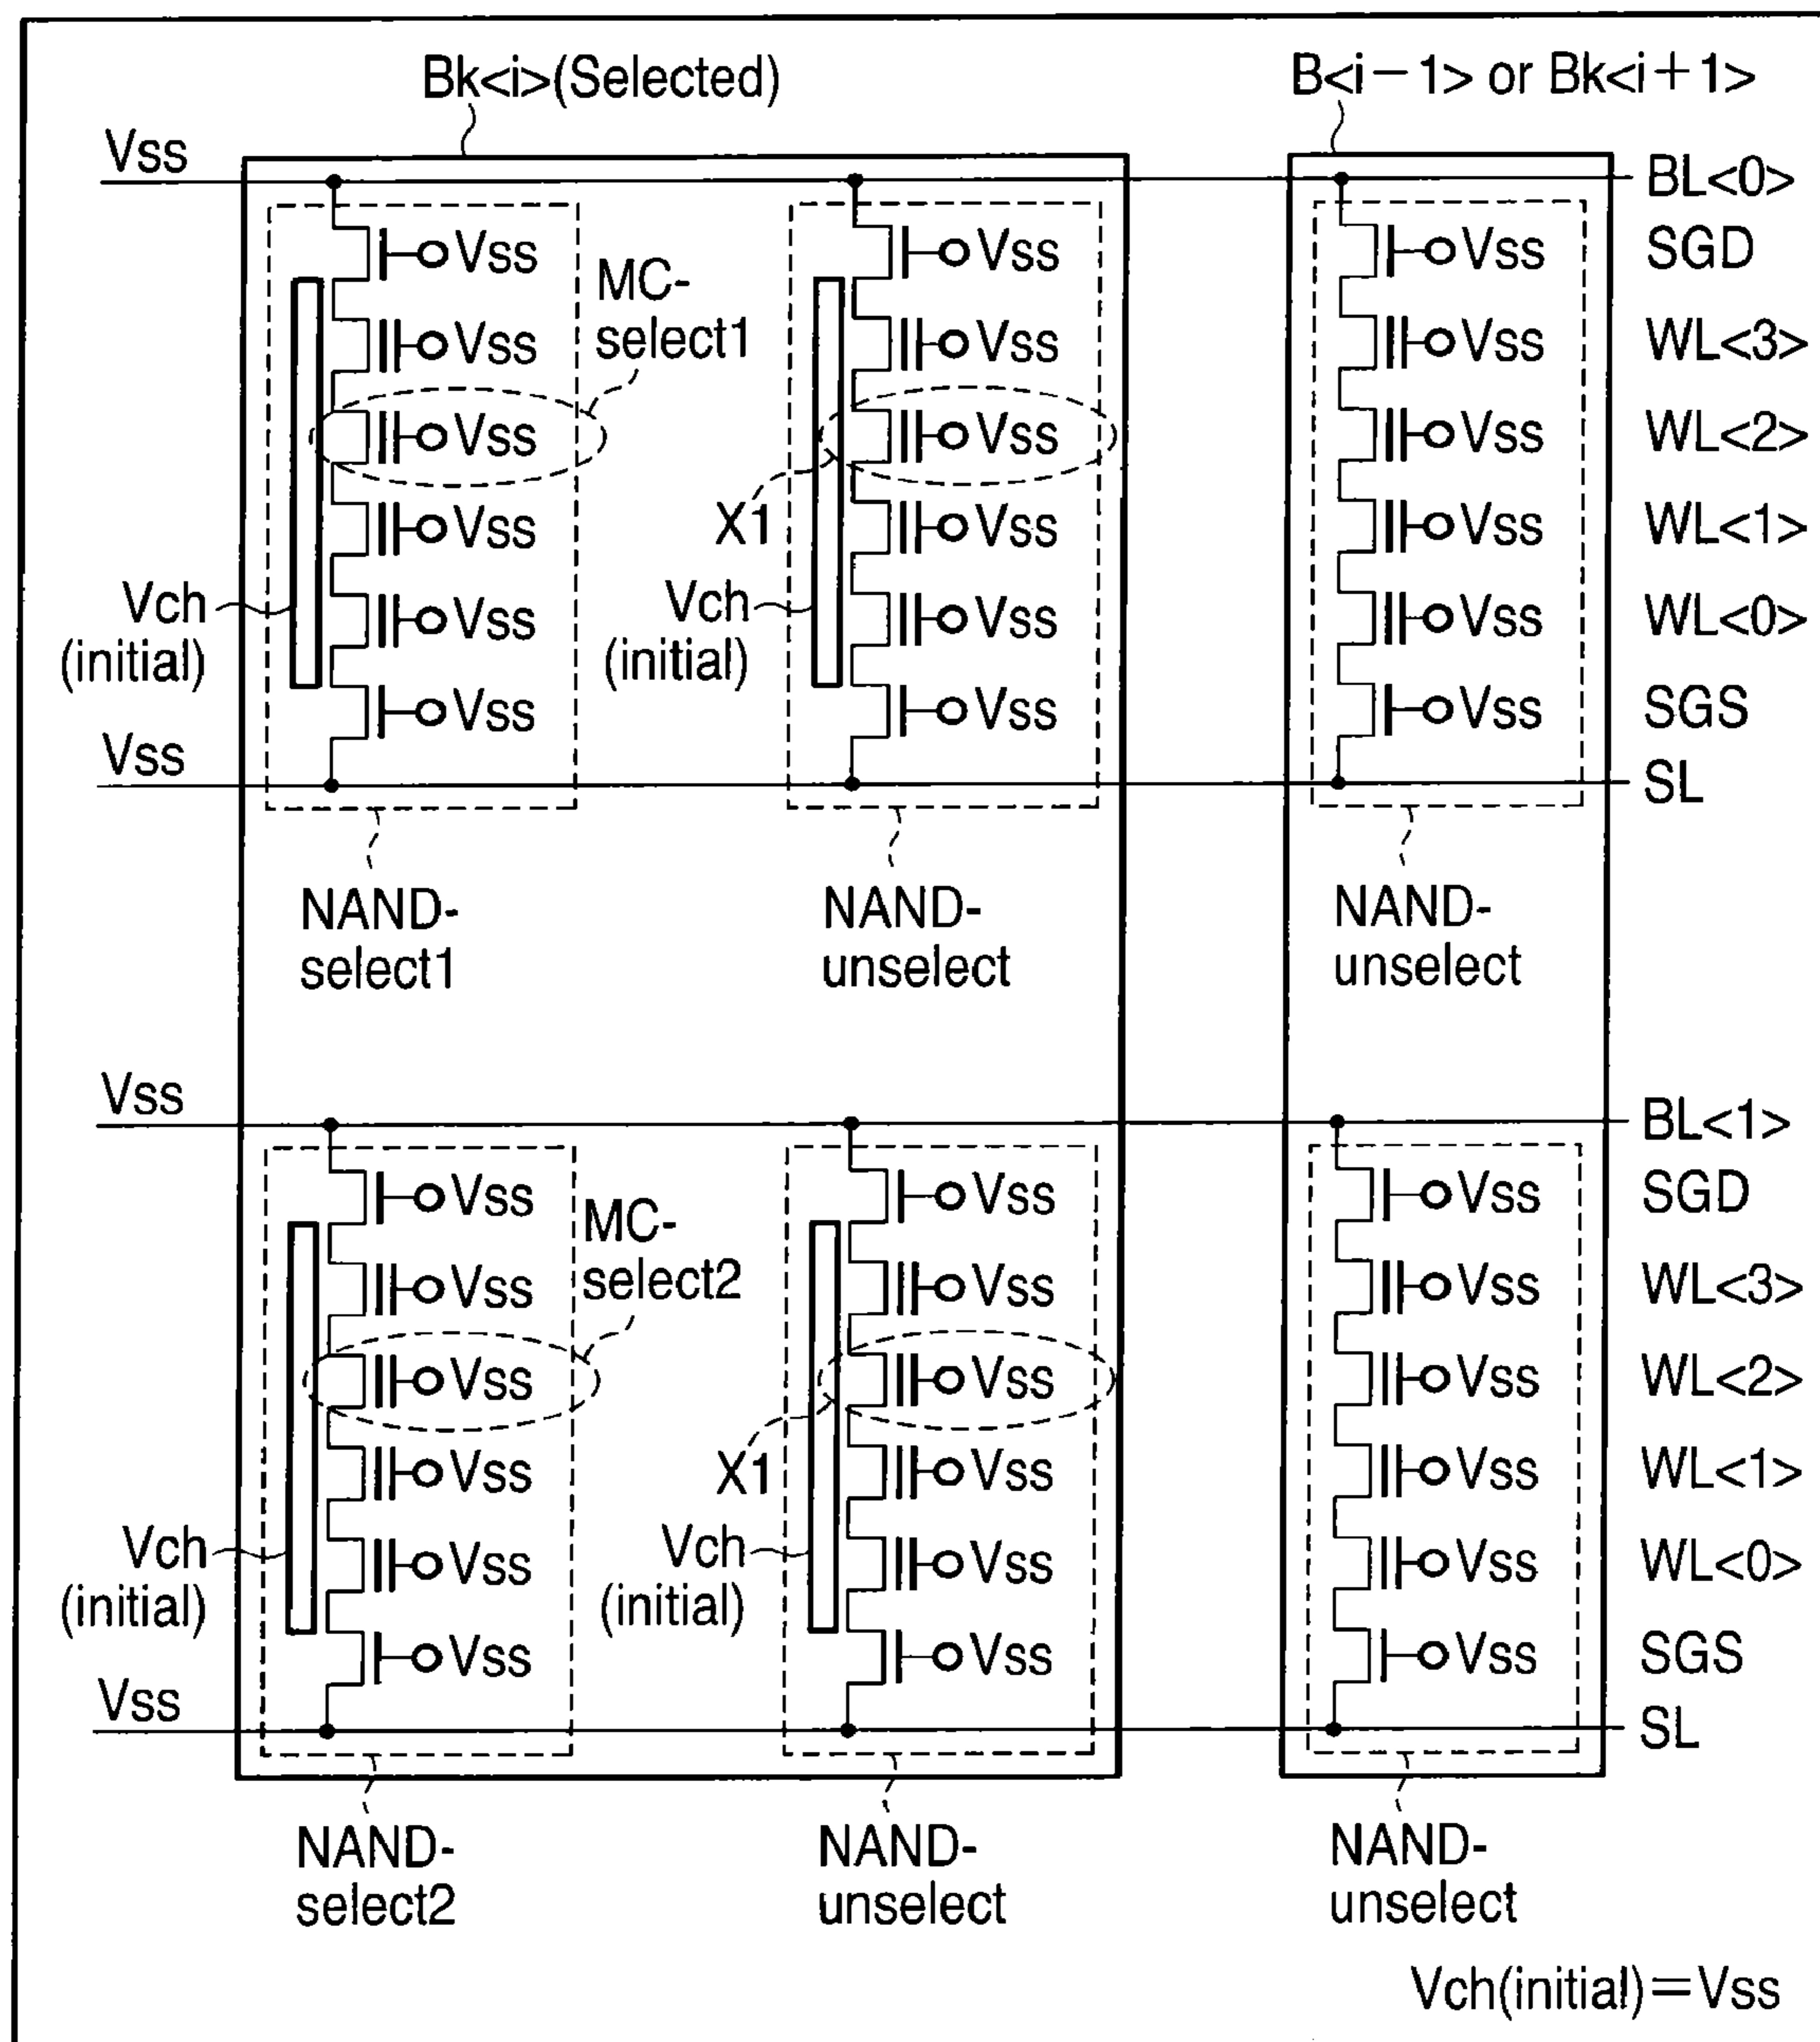 Bk<i>(Selected)
B<i−1> or Bk<i+1>
Vss
BL<0>
Vss
Vss
Vss
SGD
MC-
select1
Vss
Vss
Vss
WL<3>
Vss
Vss
Vss
WL<2>
X1
Vss
Vss
Vss
WL<1>
Vch
(initial)
Vss
Vch
(initial)
Vss
Vss
WL<0>
Vss
Vss
Vss
SGS
Vss
SL
NAND-
select1
NAND-
unselect
NAND-
unselect
Vss
BL<1>
Vss
Vss
Vss
SGD
MC-
select2
Vss
Vss
Vss
WL<3>
Vss
Vss
Vss
WL<2>
X1
Vss
Vss
Vss
WL<1>
Vch
(initial)
Vss
Vch
(initial)
Vss
Vss
WL<0>
Vss
Vss
Vss
SGS
Vss
SL
NAND-
select2
NAND-
unselect
NAND-
unselect
Vch(initial)=Vss